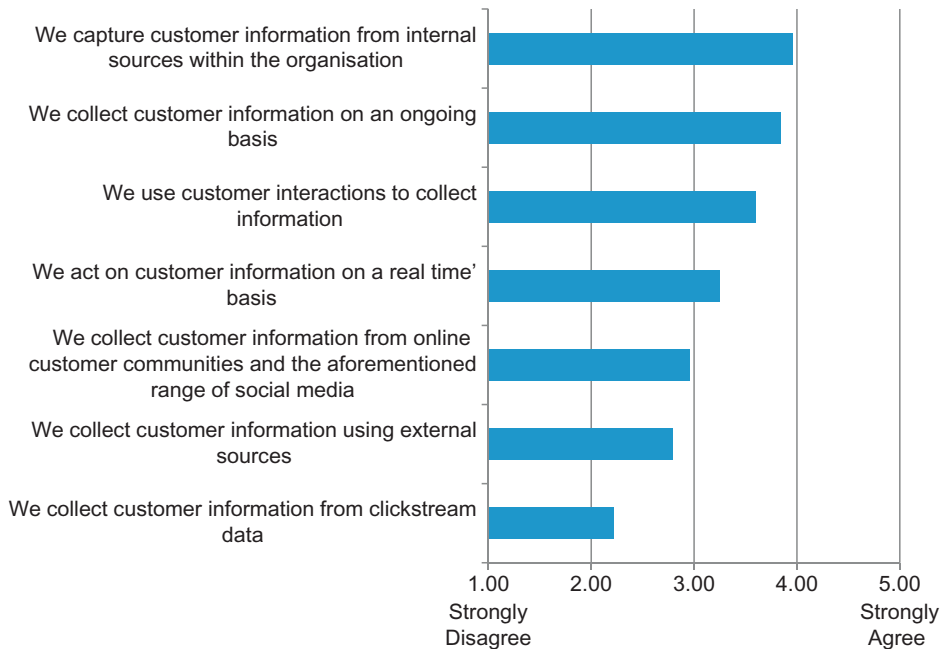 We capture customer information from internal
sources within the organisation
We collect customer information on an ongoing
basis
We use customer interactions to collect
information
We act on customer information on a real time’
basis
We collect customer information from online
customer communities and the aforementioned
range of social media
We collect customer information using external
sources
We collect customer information from clickstream
data
1.00 2.00 3.00 4.00 5.00
Strongly Strongly
Disagree Agree